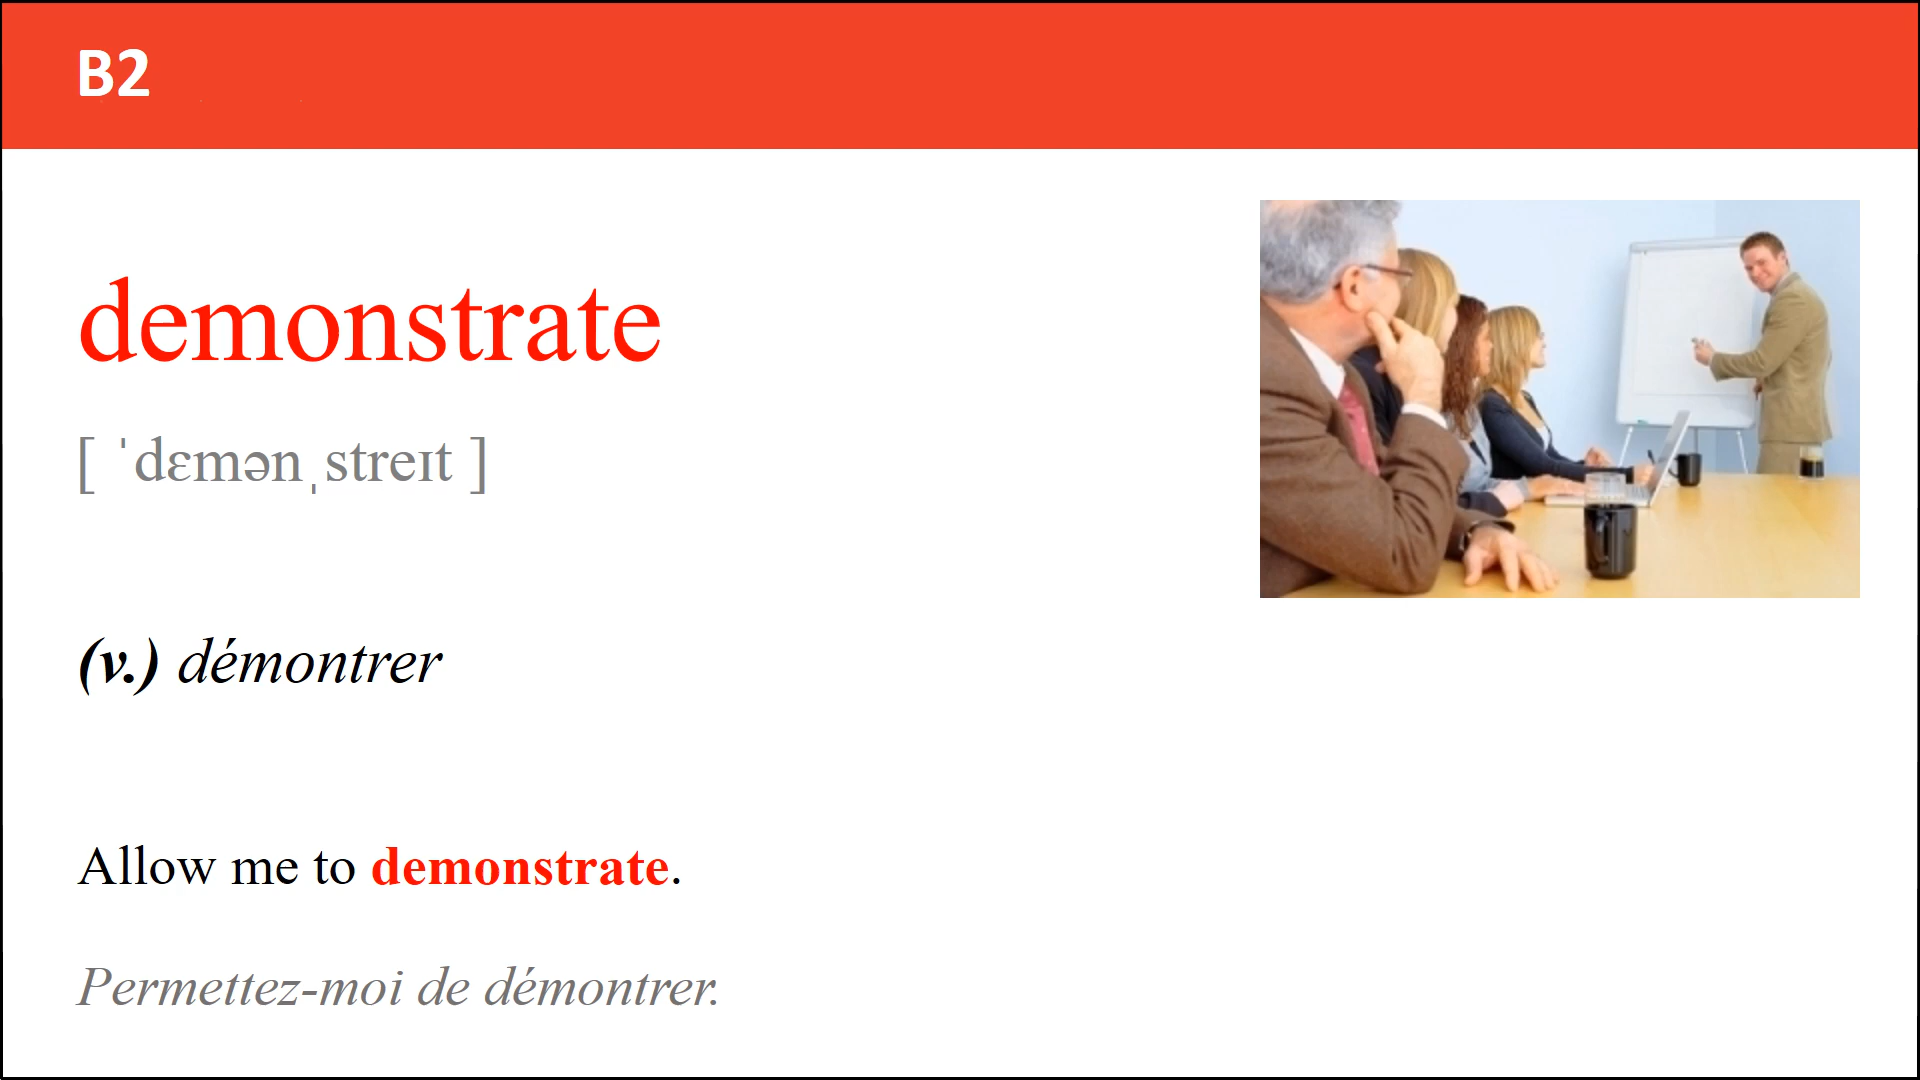 B2
demonstrate
[ ˈdɛmənˌstreɪt ]
(v.) démontrer
Allow me to demonstrate.
Permettez-moi de démontrer.